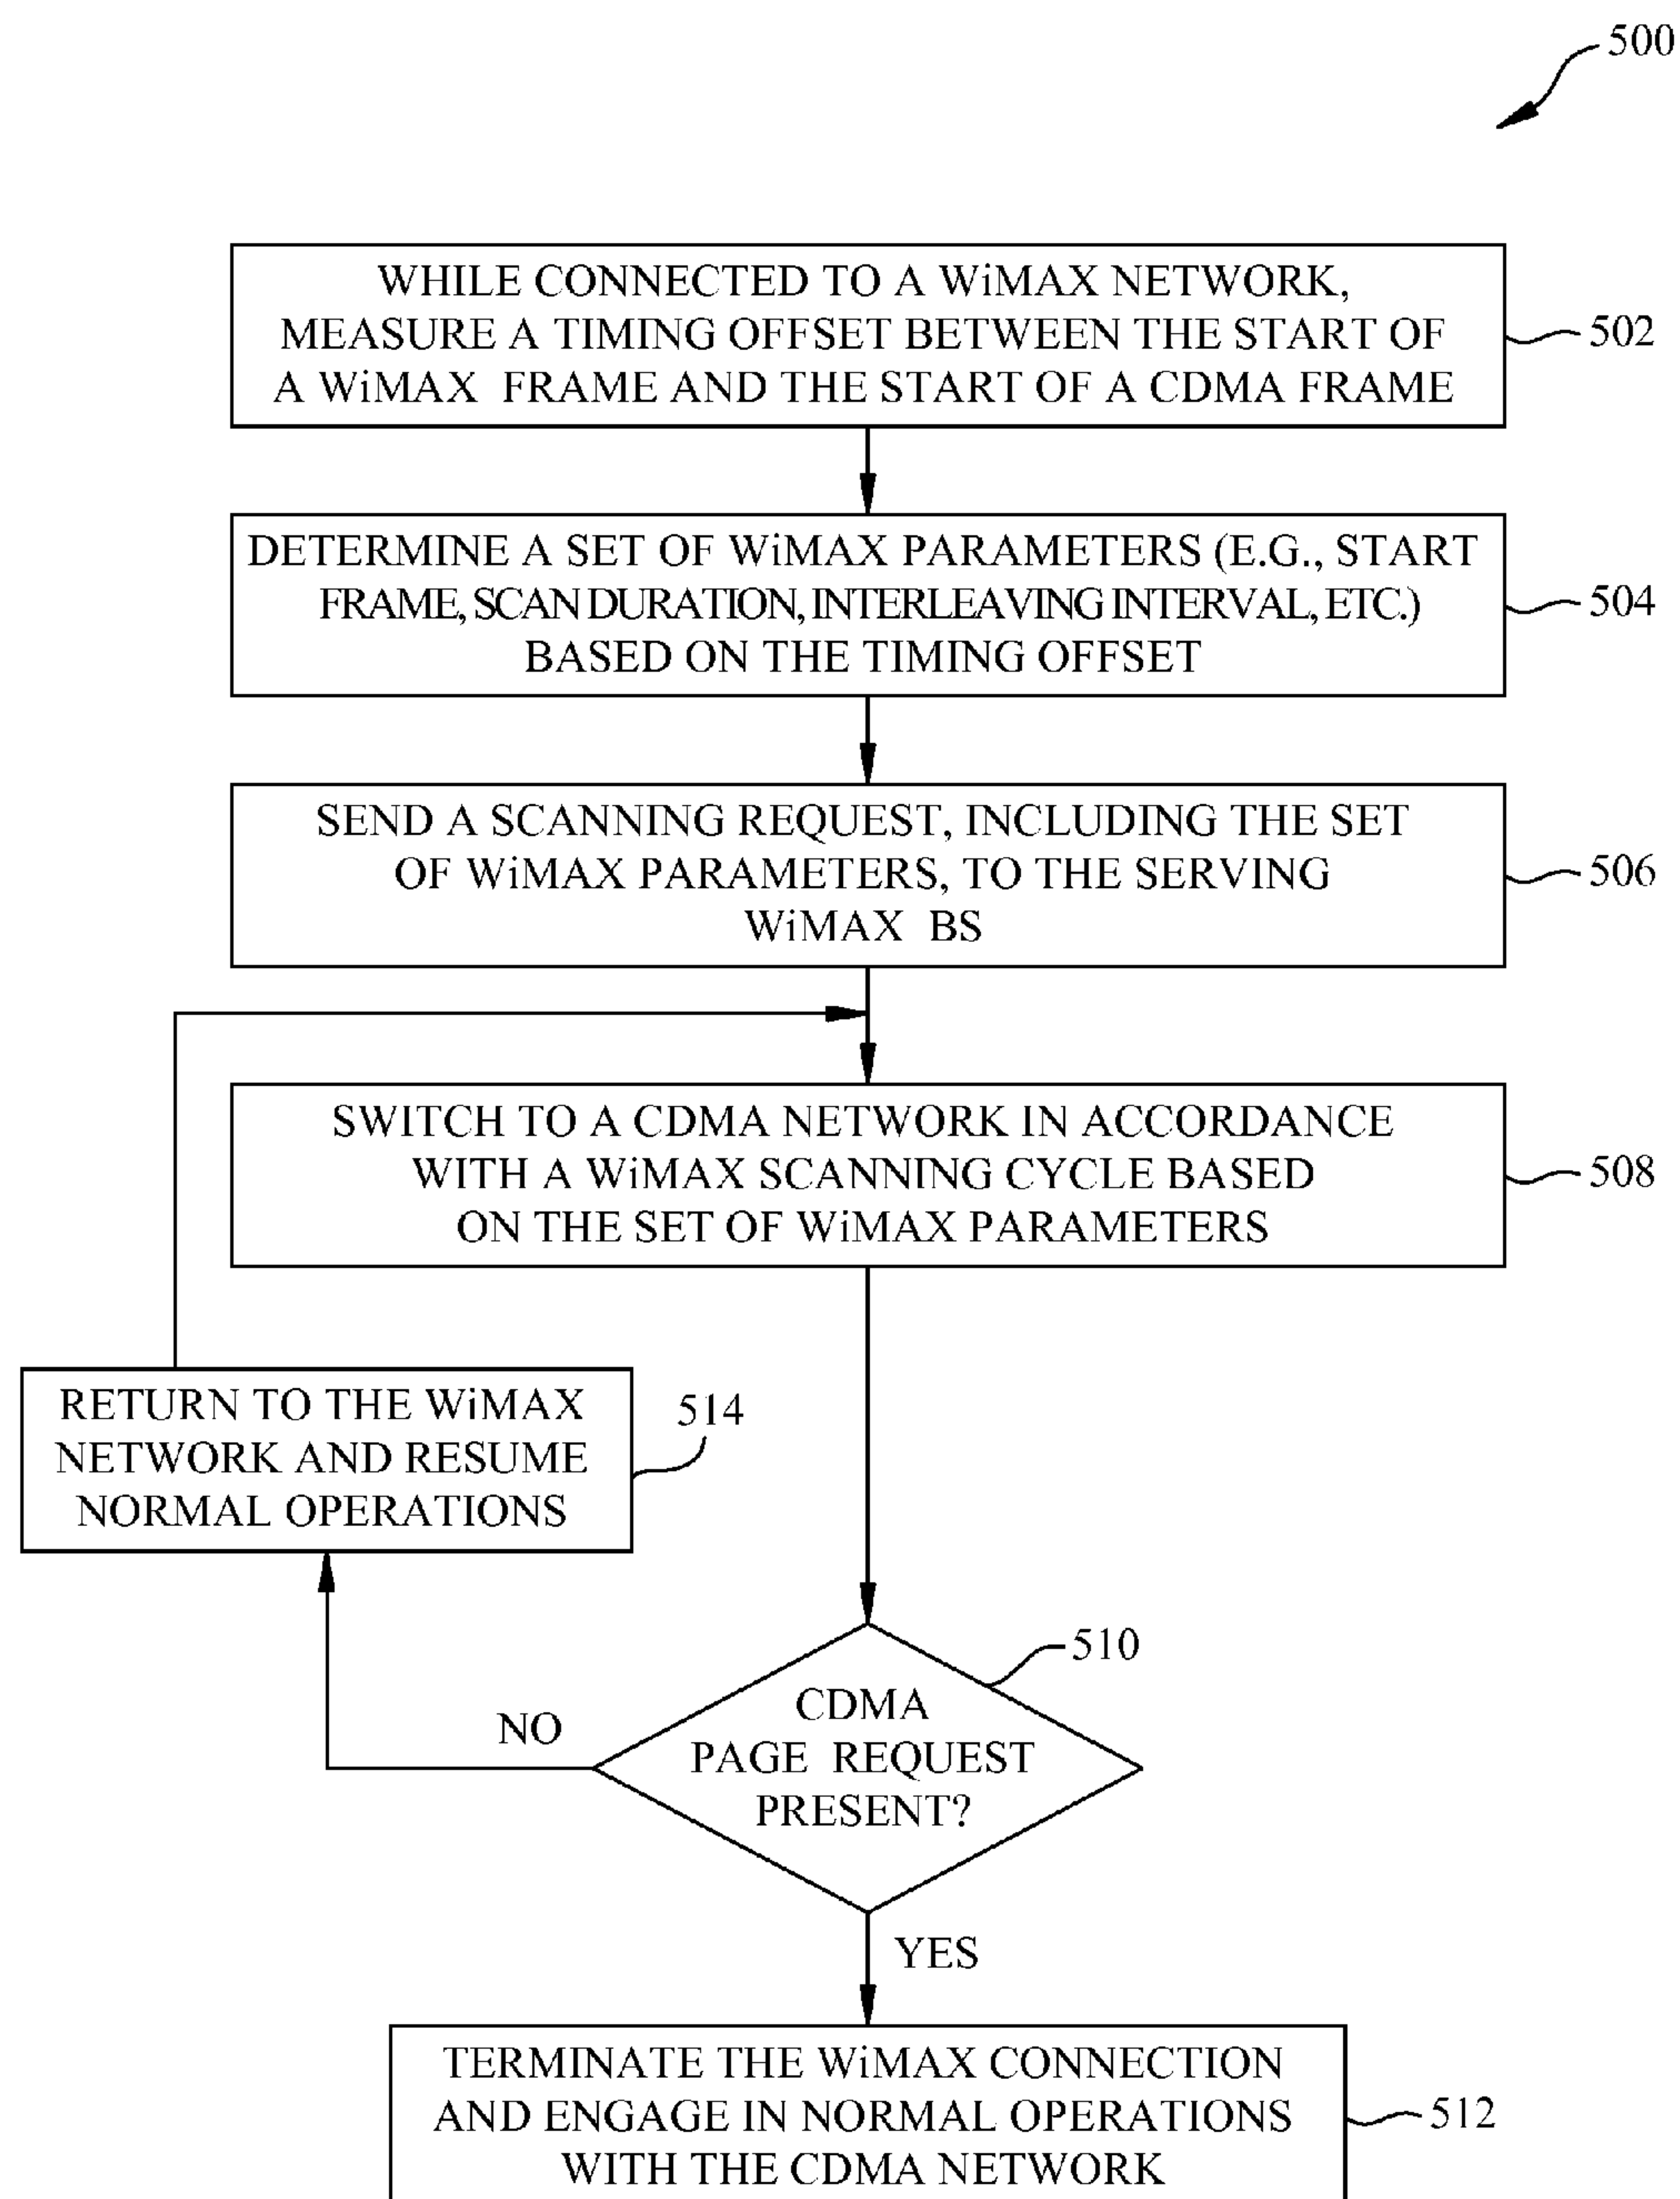 500
WHILE CONNECTED TO A WiMAX NETWORK,
MEASURE A TIMING OFFSET BETWEEN THE START OF
A WiMAX FRAME AND THE START OF A CDMA FRAME
502
DETERMINE A SET OF WiMAX PARAMETERS (E.G., START
FRAME, SCAN DURATION, INTERLEAVING INTERVAL, ETC.)
BASED ON THE TIMING OFFSET
504
SEND A SCANNING REQUEST, INCLUDING THE SET
OF WiMAX PARAMETERS, TO THE SERVING
WiMAX BS
506
SWITCH TO A CDMA NETWORK IN ACCORDANCE
WITH A WiMAX SCANNING CYCLE BASED
ON THE SET OF WiMAX PARAMETERS
508
RETURN TO THE WiMAX
NETWORK AND RESUME
NORMAL OPERATIONS
514
510
CDMA
PAGE REQUEST
PRESENT?
NO
YES
TERMINATE THE WiMAX CONNECTION
AND ENGAGE IN NORMAL OPERATIONS
WITH THE CDMA NETWORK
512